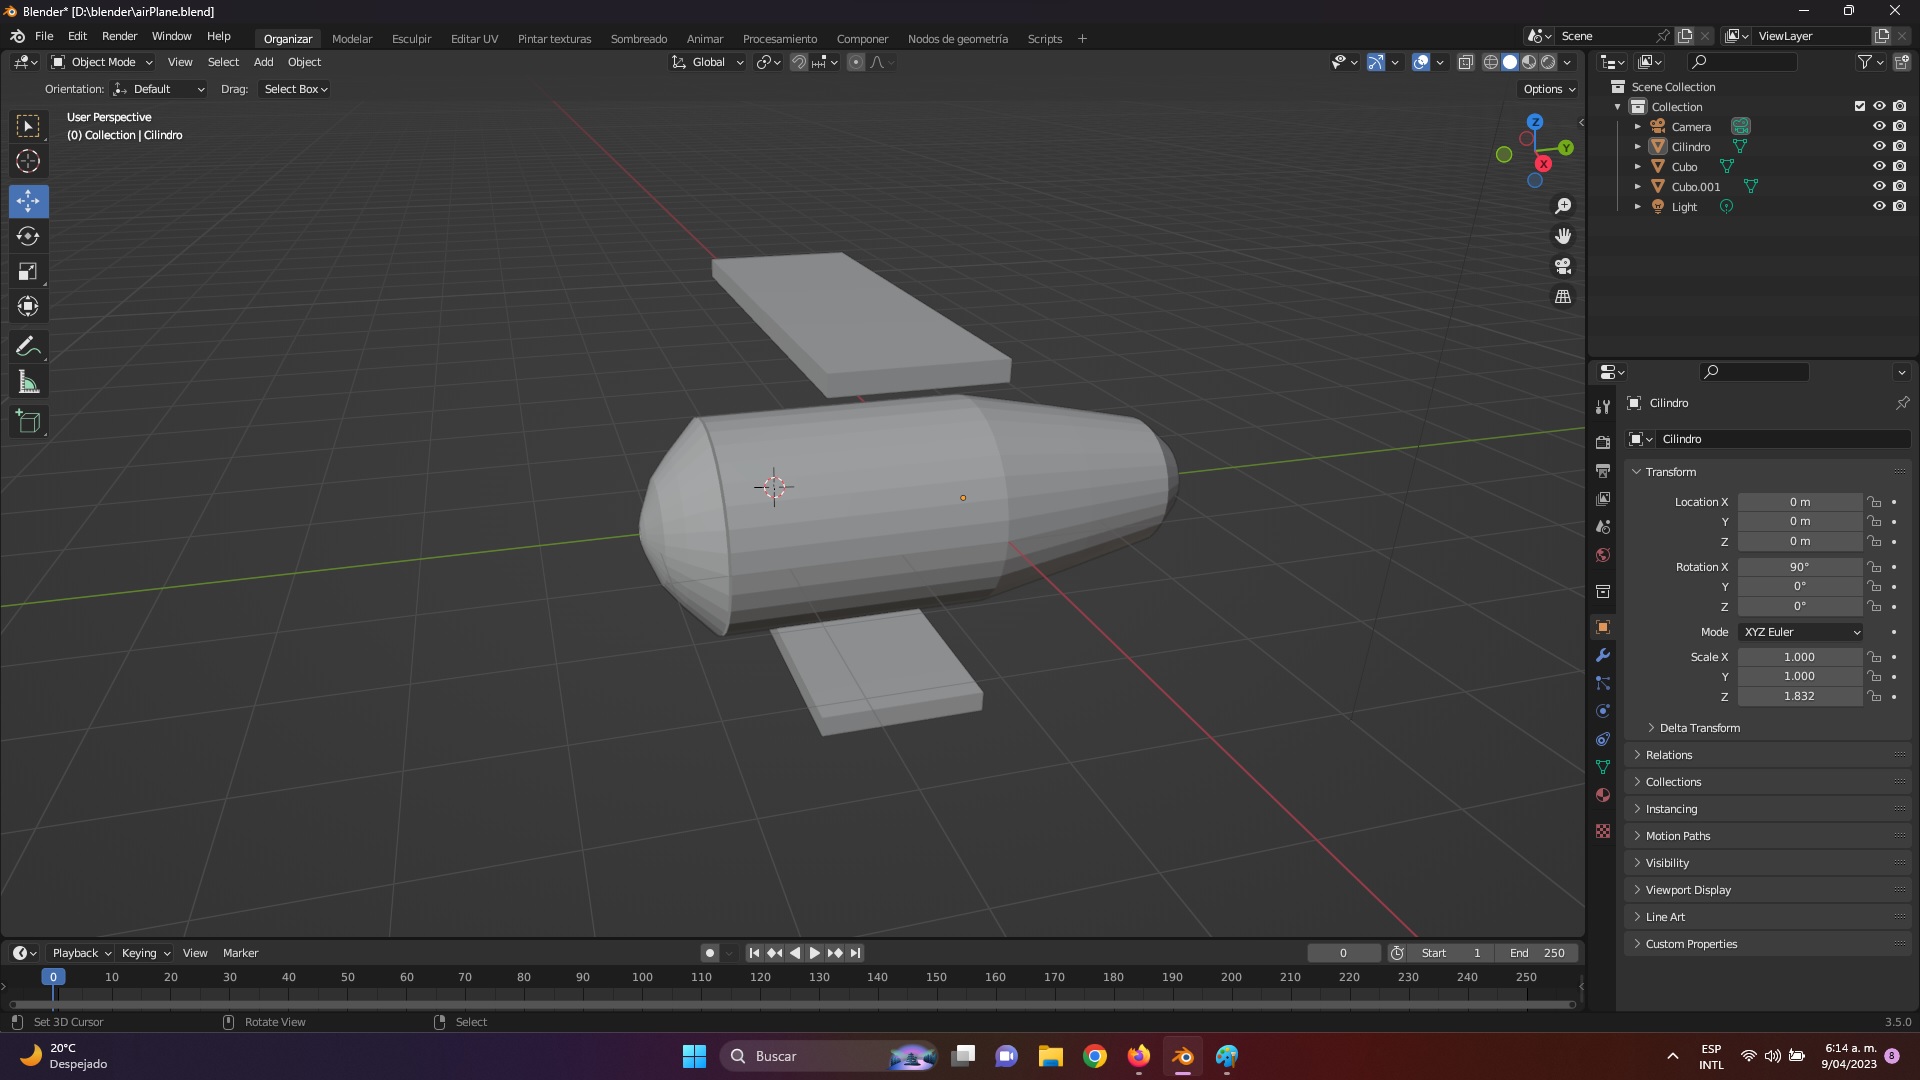 Blender* [D:\blender\airPlane.blend]
File Edit Render Window Help Organizar Modelar Esculpir Editar UV Pintar texturas Sombreado Animar Procesamiento Componer Nodos de geometría Scripts + Scene ViewLayer
Object Mode View Select Add Object Global
Orientation: Default Drag: Select Box Options
User Perspective
(0) Collection | Cilindro
Z
Y
X
Scene Collection
Collection
Camera
Cilindro
Cubo
Cubo.001
Light
Cilindro
Cilindro
Transform
Location X 0 m
Y 0 m
Z 0 m
Rotation X 90°
Y 0°
Z 0°
Mode XYZ Euler
Scale X 1.000
Y 1.000
Z 1.832
Delta Transform
Relations
Collections
Instancing
Motion Paths
Visibility
Viewport Display
Line Art
Custom Properties
Playback Keying View Marker 0 Start 1 End 250
0 10 20 30 40 50 60 70 80 90 100 110 120 130 140 150 160 170 180 190 200 210 220 230 240 250
Set 3D Cursor Rotate View Select 3.5.0
20°C
Despejado
Buscar
ESP
INTL
6:14 a. m.
9/04/2023
8